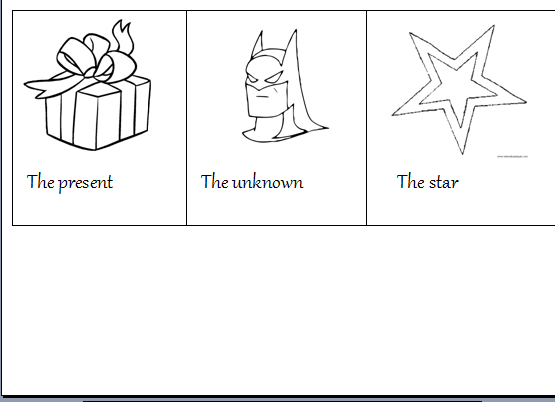 The present
The unknown
The star